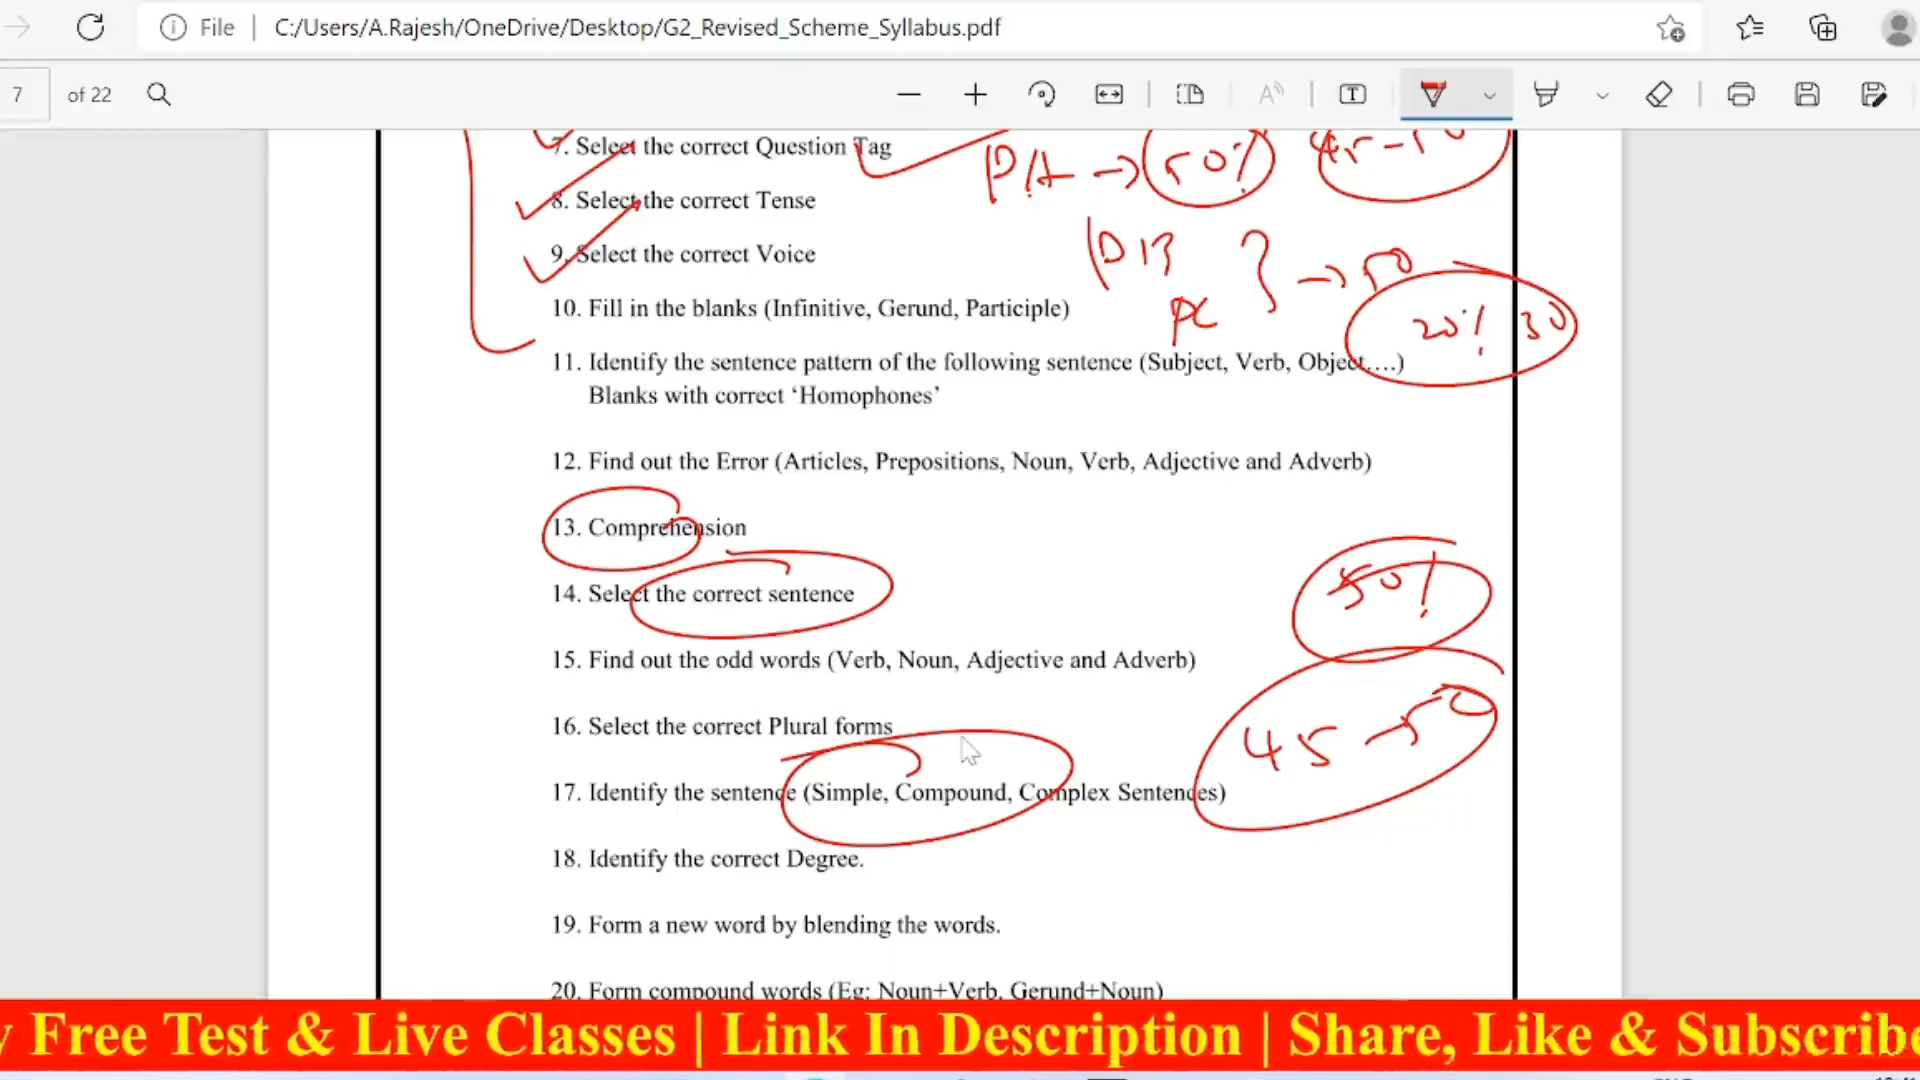 File | C:/Users/A.Rajesh/OneDrive/Desktop/G2_Revised_Scheme_Syllabus.pdf
7 of 22
7. Select the correct Question Tag
P/A → 50% 45-50
8. Select the correct Tense
9. Select the correct Voice
→ 50
10. Fill in the blanks (Infinitive, Gerund, Participle)
20% 30
11. Identify the sentence pattern of the following sentence (Subject, Verb, Object….)
Blanks with correct ‘Homophones’
12. Find out the Error (Articles, Prepositions, Noun, Verb, Adjective and Adverb)
13. Comprehension
14. Select the correct sentence
50%
15. Find out the odd words (Verb, Noun, Adjective and Adverb)
16. Select the correct Plural forms
45-50
17. Identify the sentence (Simple, Compound, Complex Sentences)
18. Identify the correct Degree.
19. Form a new word by blending the words.
20. Form compound words (Eg: Noun+Verb, Gerund+Noun)
y Free Test & Live Classes | Link In Description | Share, Like & Subscribe